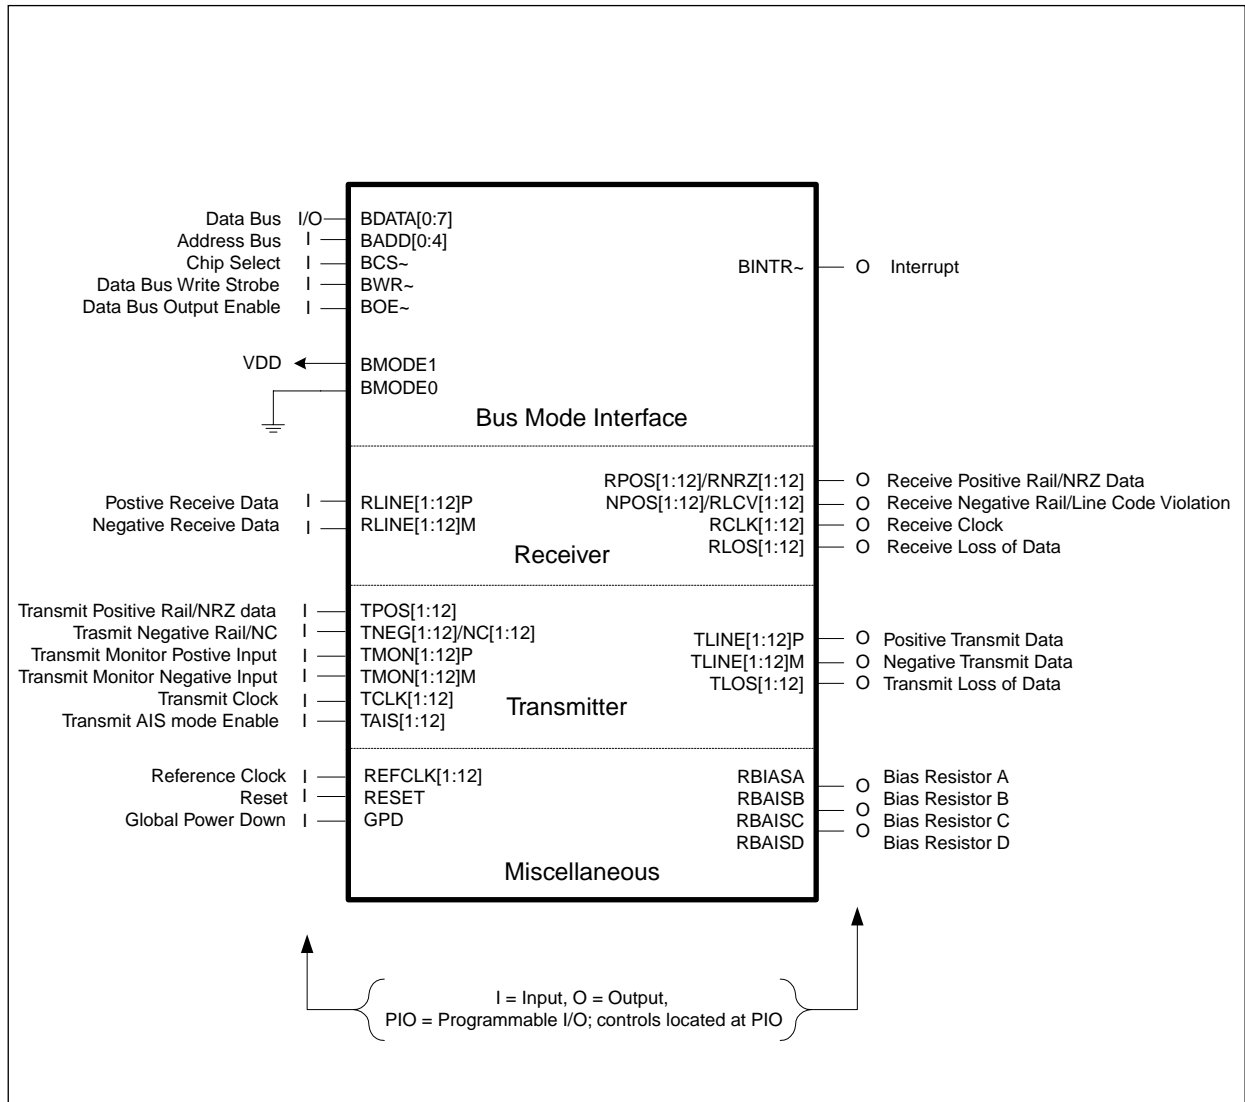 Data Bus I/O BDATA[0:7]
Address Bus I BADD[0:4]
Chip Select I BCS~
Data Bus Write Strobe I BWR~
Data Bus Output Enable I BOE~
BINTR~ O Interrupt
VDD BMODE1
BMODE0
Bus Mode Interface
RPOS[1:12]/RNRZ[1:12] O Receive Positive Rail/NRZ Data
Postive Receive Data I RLINE[1:12]P NPOS[1:12]/RLCV[1:12] O Receive Negative Rail/Line Code Violation
Negative Receive Data I RLINE[1:12]M RCLK[1:12] O Receive Clock
RLOS[1:12] O Receive Loss of Data
Receiver
Transmit Positive Rail/NRZ data I TPOS[1:12]
Trasmit Negative Rail/NC I TNEG[1:12]/NC[1:12]
TLINE[1:12]P O Positive Transmit Data
Transmit Monitor Postive Input I TMON[1:12]P
TLINE[1:12]M O Negative Transmit Data
Transmit Monitor Negative Input I TMON[1:12]M
TLOS[1:12] O Transmit Loss of Data
Transmit Clock I TCLK[1:12]
Transmitter
Transmit AIS mode Enable I TAIS[1:12]
Reference Clock I REFCLK[1:12] RBIASA O Bias Resistor A
Reset I RESET RBAISB O Bias Resistor B
Global Power Down I GPD RBAISC O Bias Resistor C
RBAISD Bias Resistor D
Miscellaneous
I = Input, O = Output,
PIO = Programmable I/O; controls located at PIO